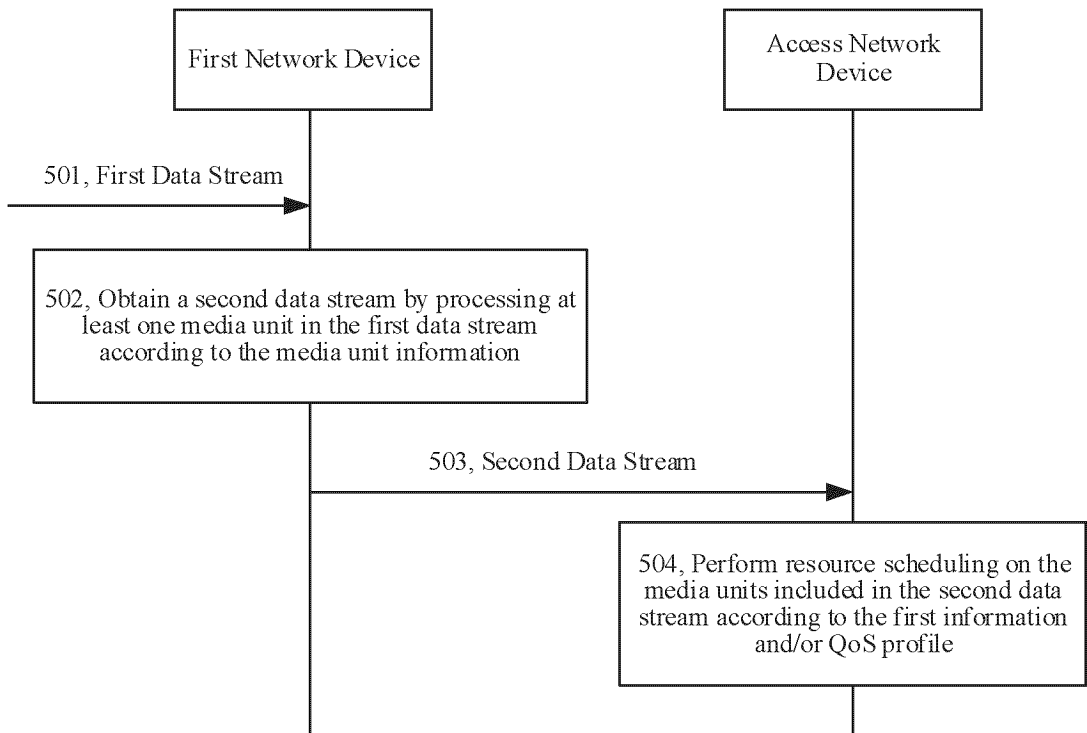 First Network Device
Access Network
Device
501, First Data Stream
502, Obtain a second data stream by processing at
least one media unit in the first data stream
according to the media unit information
503, Second Data Stream
504, Perform resource scheduling on the
media units included in the second data
stream according to the first information
and/or QoS profile